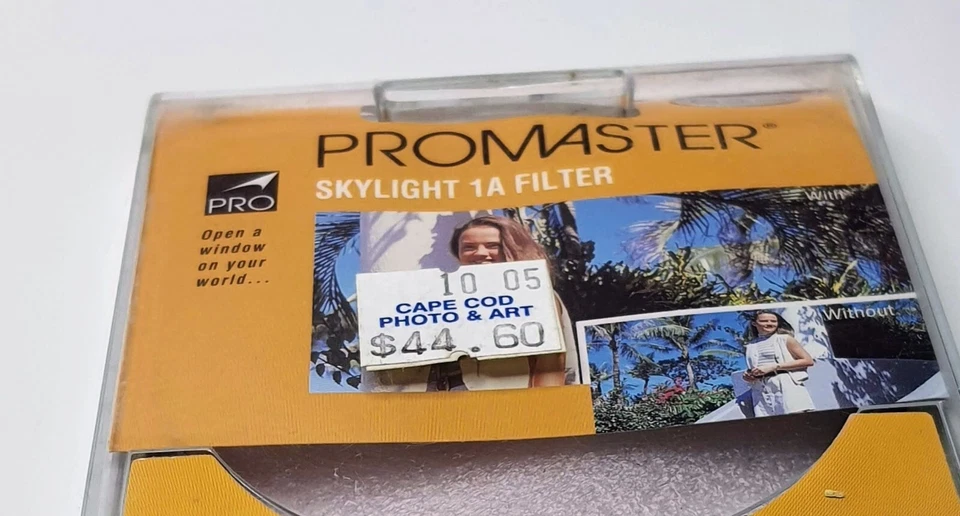 PROMASTER®
SKYLIGHT 1A FILTER
PRO
Open a
window
on your
world...
With
10 05
CAPE COD
PHOTO & ART
$44.60
Without